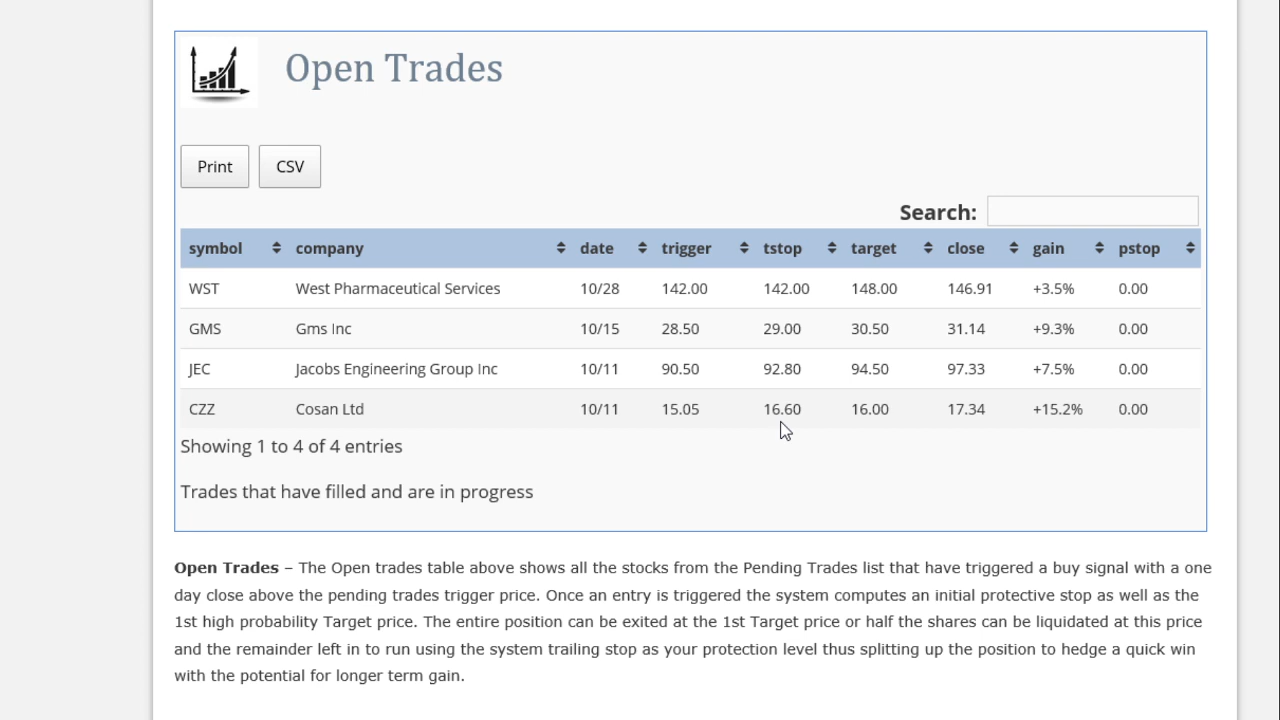 Open Trades
Print CSV
Search:
symbol company date trigger tstop target close gain pstop
WST West Pharmaceutical Services 10/28 142.00 142.00 148.00 146.91 +3.5% 0.00
GMS Gms Inc 10/15 28.50 29.00 30.50 31.14 +9.3% 0.00
JEC Jacobs Engineering Group Inc 10/11 90.50 92.80 94.50 97.33 +7.5% 0.00
CZZ Cosan Ltd 10/11 15.05 16.60 16.00 17.34 +15.2% 0.00
Showing 1 to 4 of 4 entries
Trades that have filled and are in progress
Open Trades – The Open trades table above shows all the stocks from the Pending Trades list that have triggered a buy signal with a one
day close above the pending trades trigger price. Once an entry is triggered the system computes an initial protective stop as well as the
1st high probability Target price. The entire position can be exited at the 1st Target price or half the shares can be liquidated at this price
and the remainder left in to run using the system trailing stop as your protection level thus splitting up the position to hedge a quick win
with the potential for longer term gain.